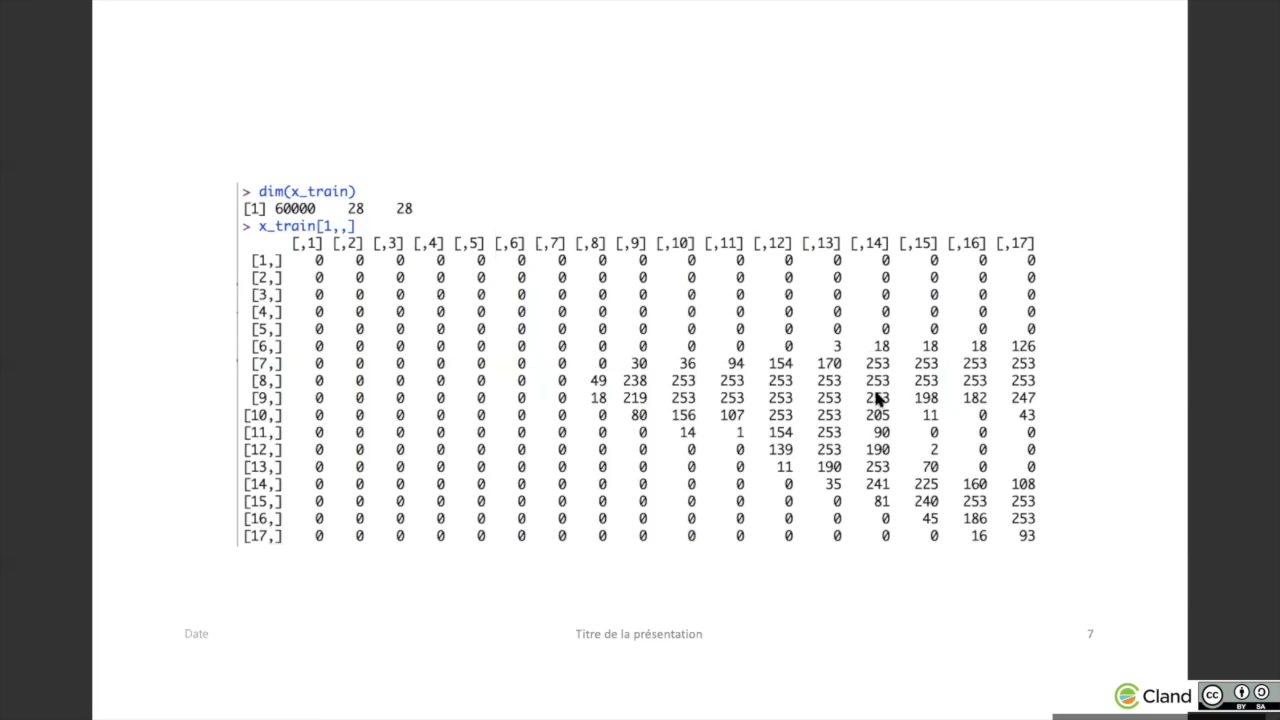 > dim(x_train)
[1] 60000 28 28
> x_train[1,,]
[,1] [,2] [,3] [,4] [,5] [,6] [,7] [,8] [,9] [,10] [,11] [,12] [,13] [,14] [,15] [,16] [,17]
[1,] 0 0 0 0 0 0 0 0 0 0 0 0 0 0 0 0 0
[2,] 0 0 0 0 0 0 0 0 0 0 0 0 0 0 0 0 0
[3,] 0 0 0 0 0 0 0 0 0 0 0 0 0 0 0 0 0
[4,] 0 0 0 0 0 0 0 0 0 0 0 0 0 0 0 0 0
[5,] 0 0 0 0 0 0 0 0 0 0 0 0 0 0 0 0 0
[6,] 0 0 0 0 0 0 0 0 0 0 0 0 3 18 18 18 126
[7,] 0 0 0 0 0 0 0 0 30 36 94 154 170 253 253 253 253
[8,] 0 0 0 0 0 0 0 49 238 253 253 253 253 253 253 253 253
[9,] 0 0 0 0 0 0 0 18 219 253 253 253 253 198 182 247
[10,] 0 0 0 0 0 0 0 0 80 156 107 253 253 205 11 0 43
[11,] 0 0 0 0 0 0 0 0 0 14 1 154 253 90 0 0 0
[12,] 0 0 0 0 0 0 0 0 0 0 0 139 253 190 2 0 0
[13,] 0 0 0 0 0 0 0 0 0 0 0 11 190 253 70 0 0
[14,] 0 0 0 0 0 0 0 0 0 0 0 0 35 241 225 160 108
[15,] 0 0 0 0 0 0 0 0 0 0 0 0 0 81 240 253 253
[16,] 0 0 0 0 0 0 0 0 0 0 0 0 0 0 45 186 253
[17,] 0 0 0 0 0 0 0 0 0 0 0 0 0 0 0 16 93
Date
Titre de la présentation
7
Cland
cc
BY SA